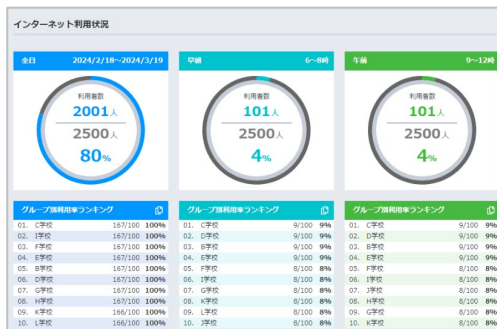 インターネット利用状況
全日 2024/2/18～2024/3/19
利用者数
2001人
2500人
80%
グループ別利用率ランキング
01. C学校 167/100 100%
02. I学校 167/100 100%
03. F学校 167/100 100%
04. E学校 167/100 100%
05. B学校 167/100 100%
06. D学校 167/100 100%
07. G学校 167/100 100%
08. H学校 167/100 100%
09. K学校 166/100 100%
10. L学校 166/100 100%
早朝 6～8時
利用者数
101人
2500人
4%
グループ別利用率ランキング
01. C学校 9/100 9%
02. D学校 9/100 9%
03. B学校 9/100 9%
04. E学校 9/100 9%
05. F学校 8/100 8%
06. I学校 8/100 8%
07. G学校 8/100 8%
08. K学校 8/100 8%
09. H学校 8/100 8%
10. J学校 8/100 8%
午前 9～12時
利用者数
101人
2500人
4%
グループ別利用率ランキング
01. C学校 9/100 9%
02. D学校 9/100 9%
03. B学校 9/100 9%
04. E学校 9/100 9%
05. F学校 8/100 8%
06. I学校 8/100 8%
07. J学校 8/100 8%
08. H学校 8/100 8%
09. G学校 8/100 8%
10. K学校 8/100 8%